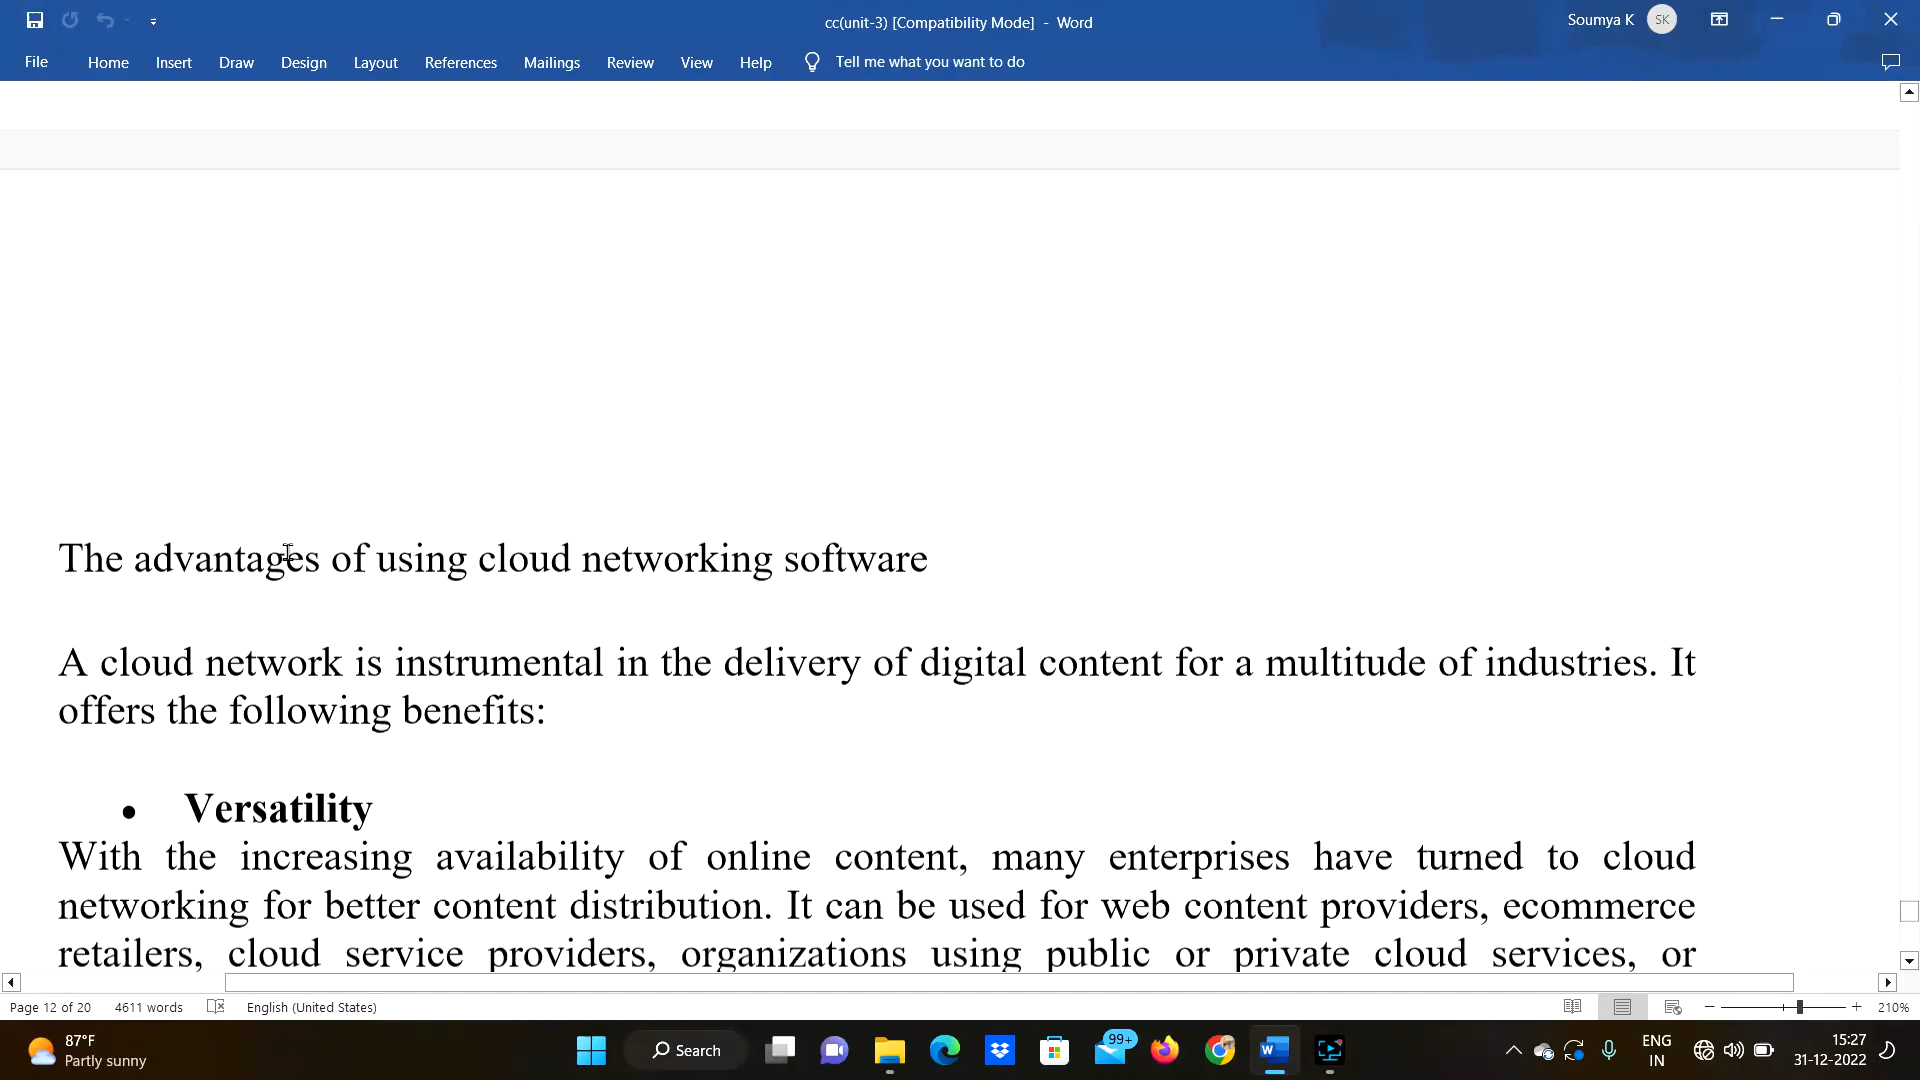 cc(unit-3) [Compatibility Mode] - Word
Soumya K
SK
File Home Insert Draw Design Layout References Mailings Review View Help Tell me what you want to do
The advantages of using cloud networking software
A cloud network is instrumental in the delivery of digital content for a multitude of industries. It
offers the following benefits:
• Versatility
With the increasing availability of online content, many enterprises have turned to cloud
networking for better content distribution. It can be used for web content providers, ecommerce
retailers, cloud service providers, organizations using public or private cloud services, or
Page 12 of 20 4611 words English (United States) 210%
87°F
Partly sunny
Search
99+
ENG
IN
15:27
31-12-2022